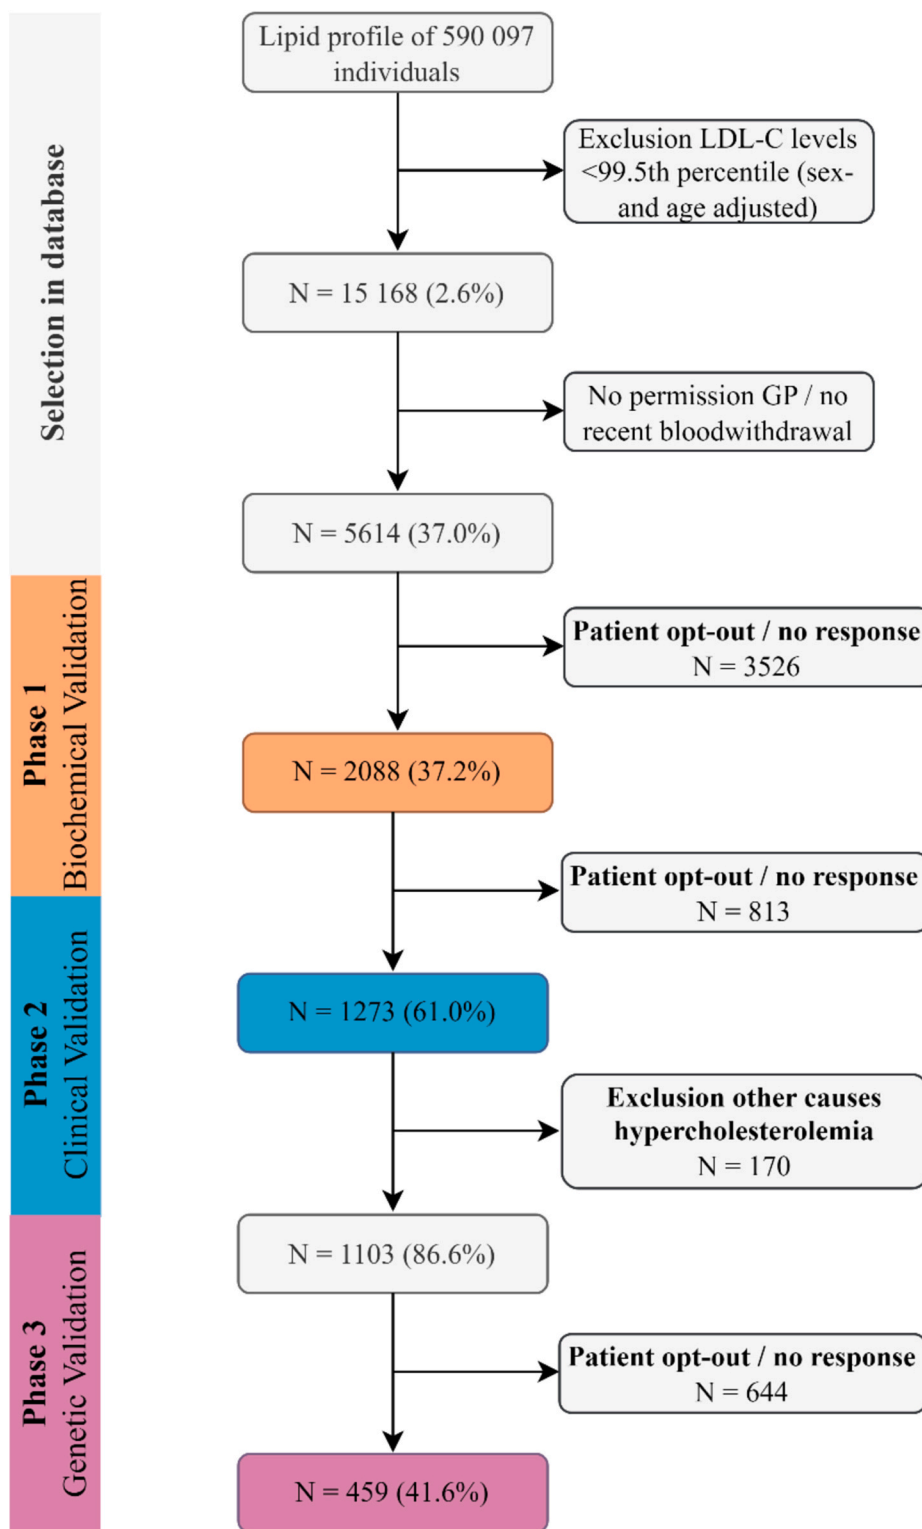 Lipid profile of 590 097
individuals
Exclusion LDL-C levels
<99.5th percentile (sex-
and age adjusted)
N = 15 168 (2.6%)
No permission GP / no
recent bloodwithdrawal
N = 5614 (37.0%)
Selection in database
Patient opt-out / no response
N = 3526
N = 2088 (37.2%)
Phase 1
Biochemical Validation
Patient opt-out / no response
N = 813
N = 1273 (61.0%)
Phase 2
Clinical Validation
Exclusion other causes
hypercholesterolemia
N = 170
N = 1103 (86.6%)
Phase 3
Genetic Validation
Patient opt-out / no response
N = 644
N = 459 (41.6%)